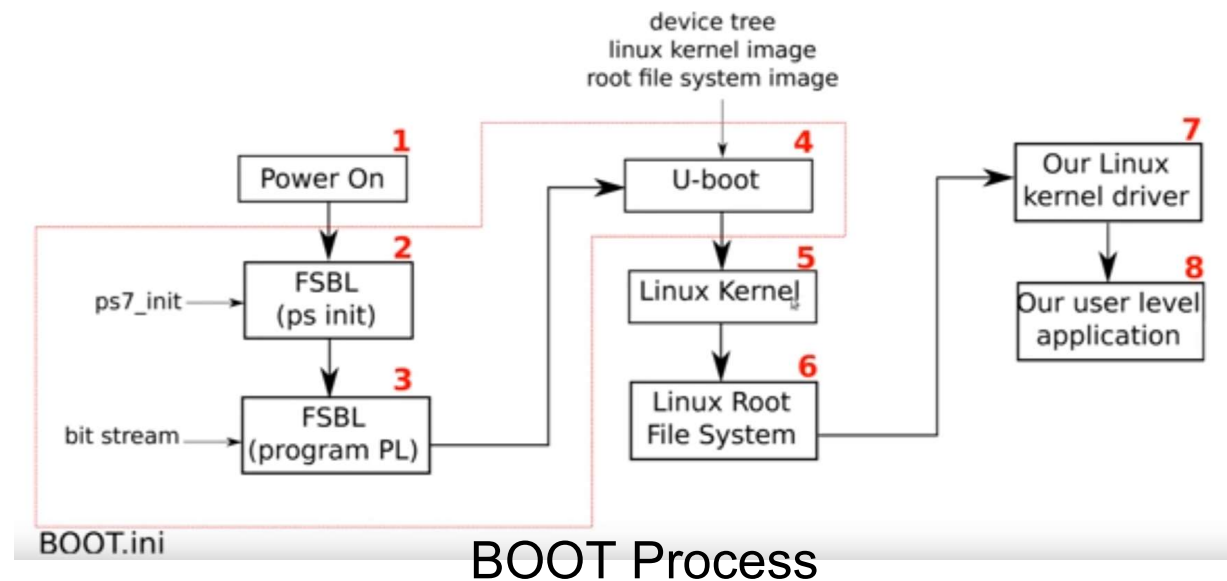 device tree
linux kernel image
root file system image
1
Power On
2
ps7_init
FSBL
(ps init)
3
bit stream
FSBL
(program PL)
4
U-boot
5
Linux Kernel
6
Linux Root
File System
7
Our Linux
kernel driver
8
Our user level
application
BOOT.ini
BOOT Process